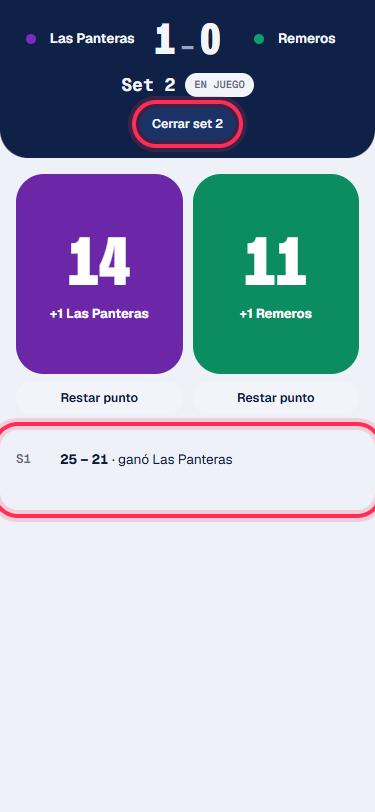 Las Panteras 1 – 0 Remeros
Set 2 EN JUEGO
Cerrar set 2
14 11
+1 Las Panteras +1 Remeros
Restar punto Restar punto
S1 25 – 21 · ganó Las Panteras